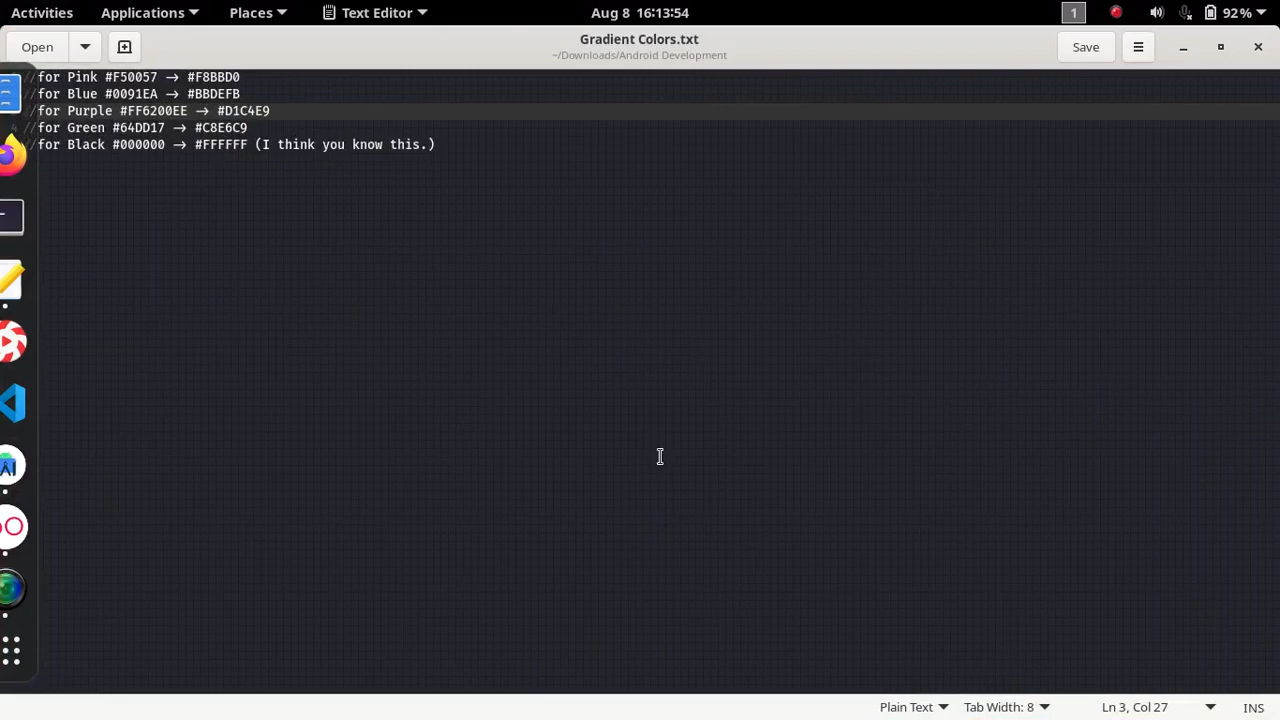 Activities Applications Places Text Editor Aug 8 16:13:54 1 92%
Open Gradient Colors.txt Save
~/Downloads/Android Development
//for Pink #F50057 -> #F8BBD0
//for Blue #0091EA -> #BBDEFB
//for Purple #FF6200EE -> #D1C4E9
//for Green #64DD17 -> #C8E6C9
//for Black #000000 -> #FFFFFF (I think you know this.)
Plain Text Tab Width: 8 Ln 3, Col 27 INS